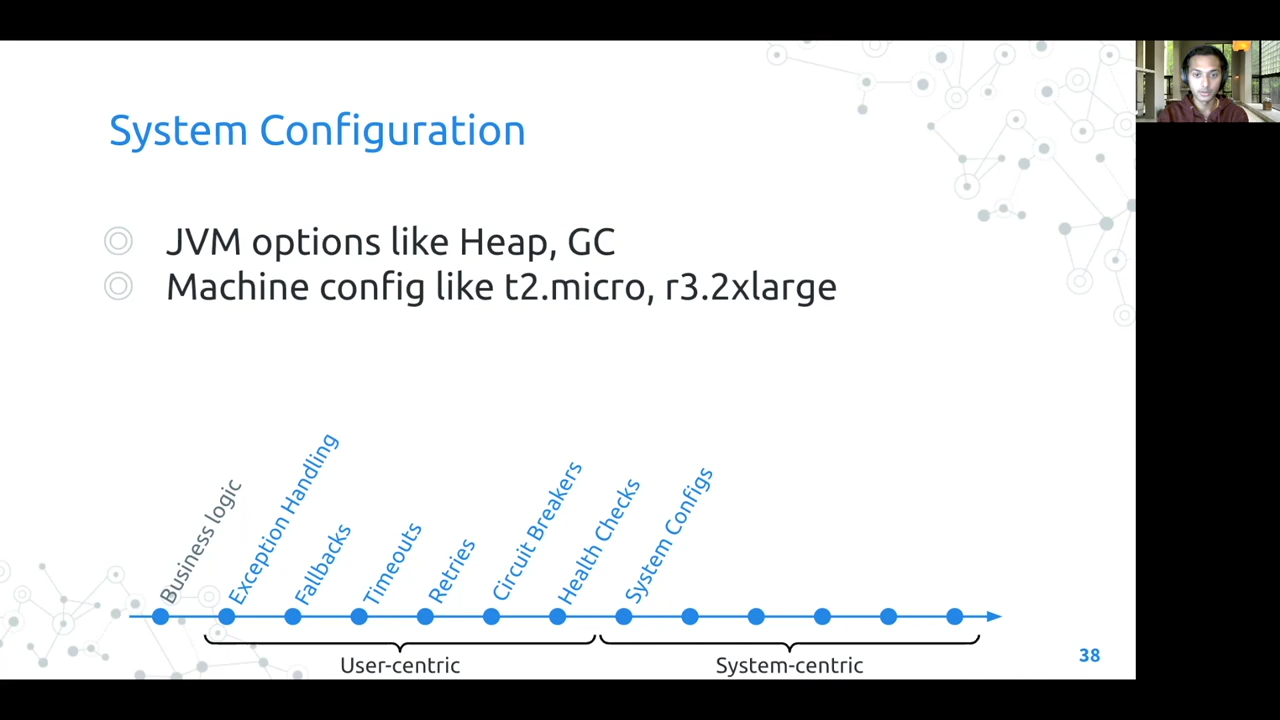 System Configuration
JVM options like Heap, GC
Machine config like t2.micro, r3.2xlarge
Business logic
Exception Handling
Fallbacks
Timeouts
Retries
Circuit Breakers
Health Checks
System Configs
User-centric
System-centric
38